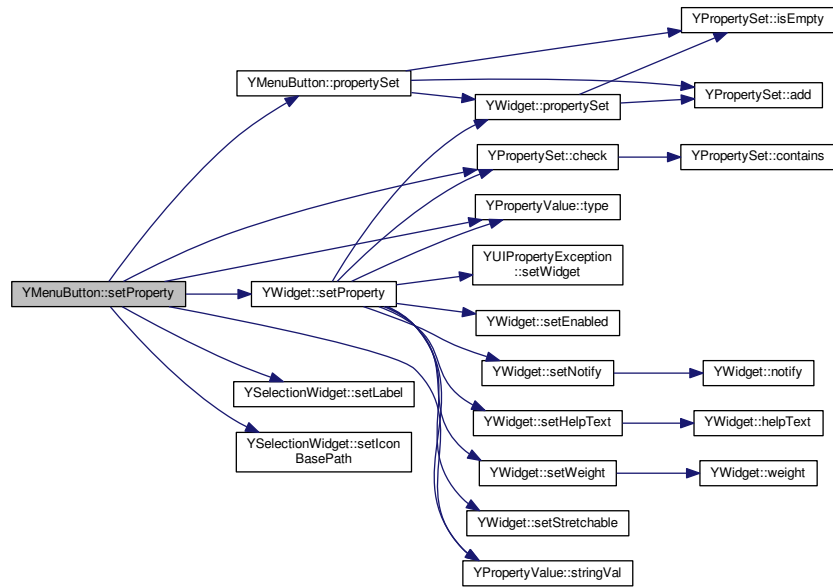 YPropertySet::isEmpty
YMenuButton::propertySet
YPropertySet::add
YWidget::propertySet
YPropertySet::check
YPropertySet::contains
YPropertyValue::type
YUIPropertyException
::setWidget
YMenuButton::setProperty
YWidget::setProperty
YWidget::setEnabled
YWidget::setNotify
YWidget::notify
YSelectionWidget::setLabel
YWidget::setHelpText
YWidget::helpText
YSelectionWidget::setIcon
BasePath
YWidget::setWeight
YWidget::weight
YWidget::setStretchable
YPropertyValue::stringVal